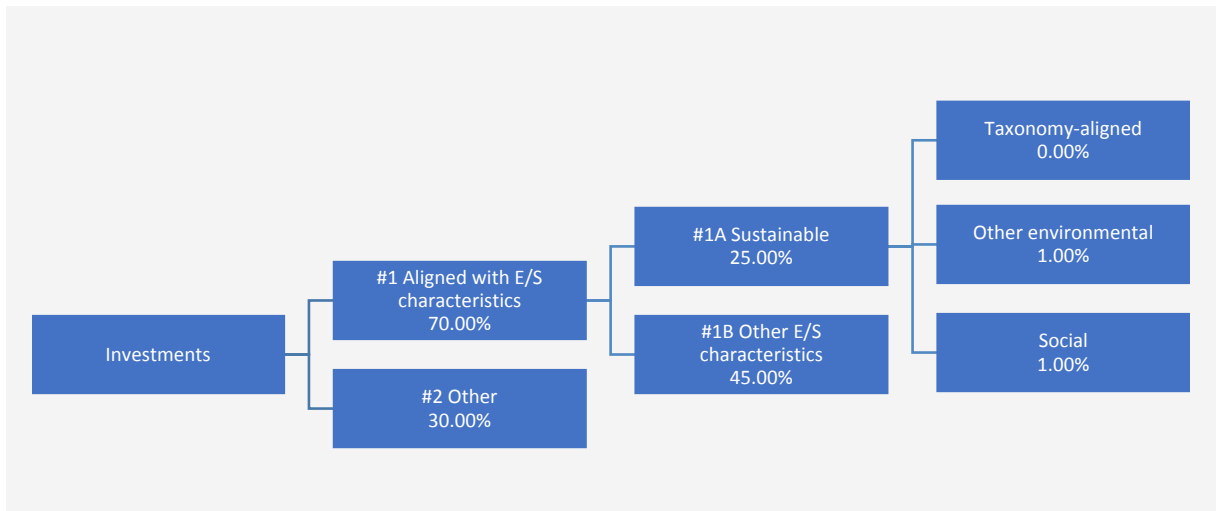 Investments
#1 Aligned with E/S
characteristics
70.00%
#2 Other
30.00%
#1A Sustainable
25.00%
#1B Other E/S
characteristics
45.00%
Taxonomy-aligned
0.00%
Other environmental
1.00%
Social
1.00%